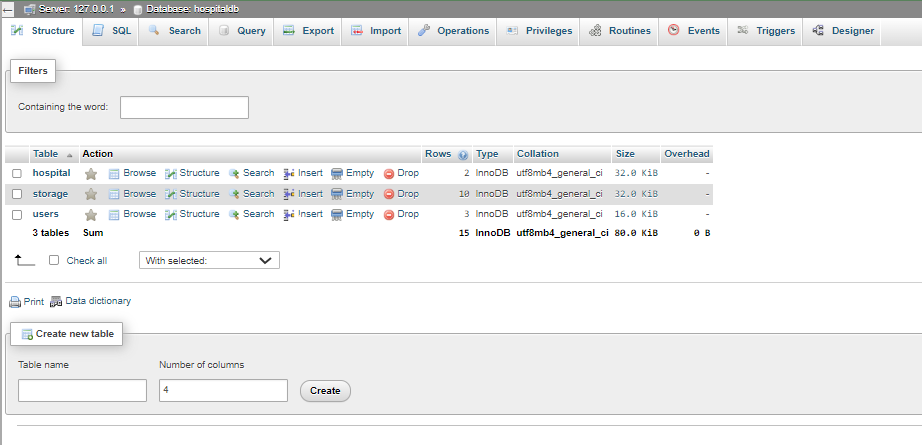 Server: 127.0.0.1 » Database: hospitaldb
Structure SQL Search Query Export Import Operations Privileges Routines Events Triggers Designer
Filters
Containing the word:
Table Action Rows Type Collation Size Overhead
hospital Browse Structure Search Insert Empty Drop 2 InnoDB utf8mb4_general_ci 32.0 KiB -
storage Browse Structure Search Insert Empty Drop 10 InnoDB utf8mb4_general_ci 32.0 KiB -
users Browse Structure Search Insert Empty Drop 3 InnoDB utf8mb4_general_ci 16.0 KiB -
3 tables Sum 15 InnoDB utf8mb4_general_ci 80.0 KiB 0 B
Check all With selected:
Print Data dictionary
Create new table
Table name Number of columns
4 Create